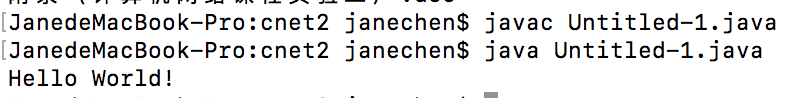 [JanedeMacBook-Pro:cnet2 janechen$ javac Untitled-1.java
[JanedeMacBook-Pro:cnet2 janechen$ java Untitled-1.java
Hello World!